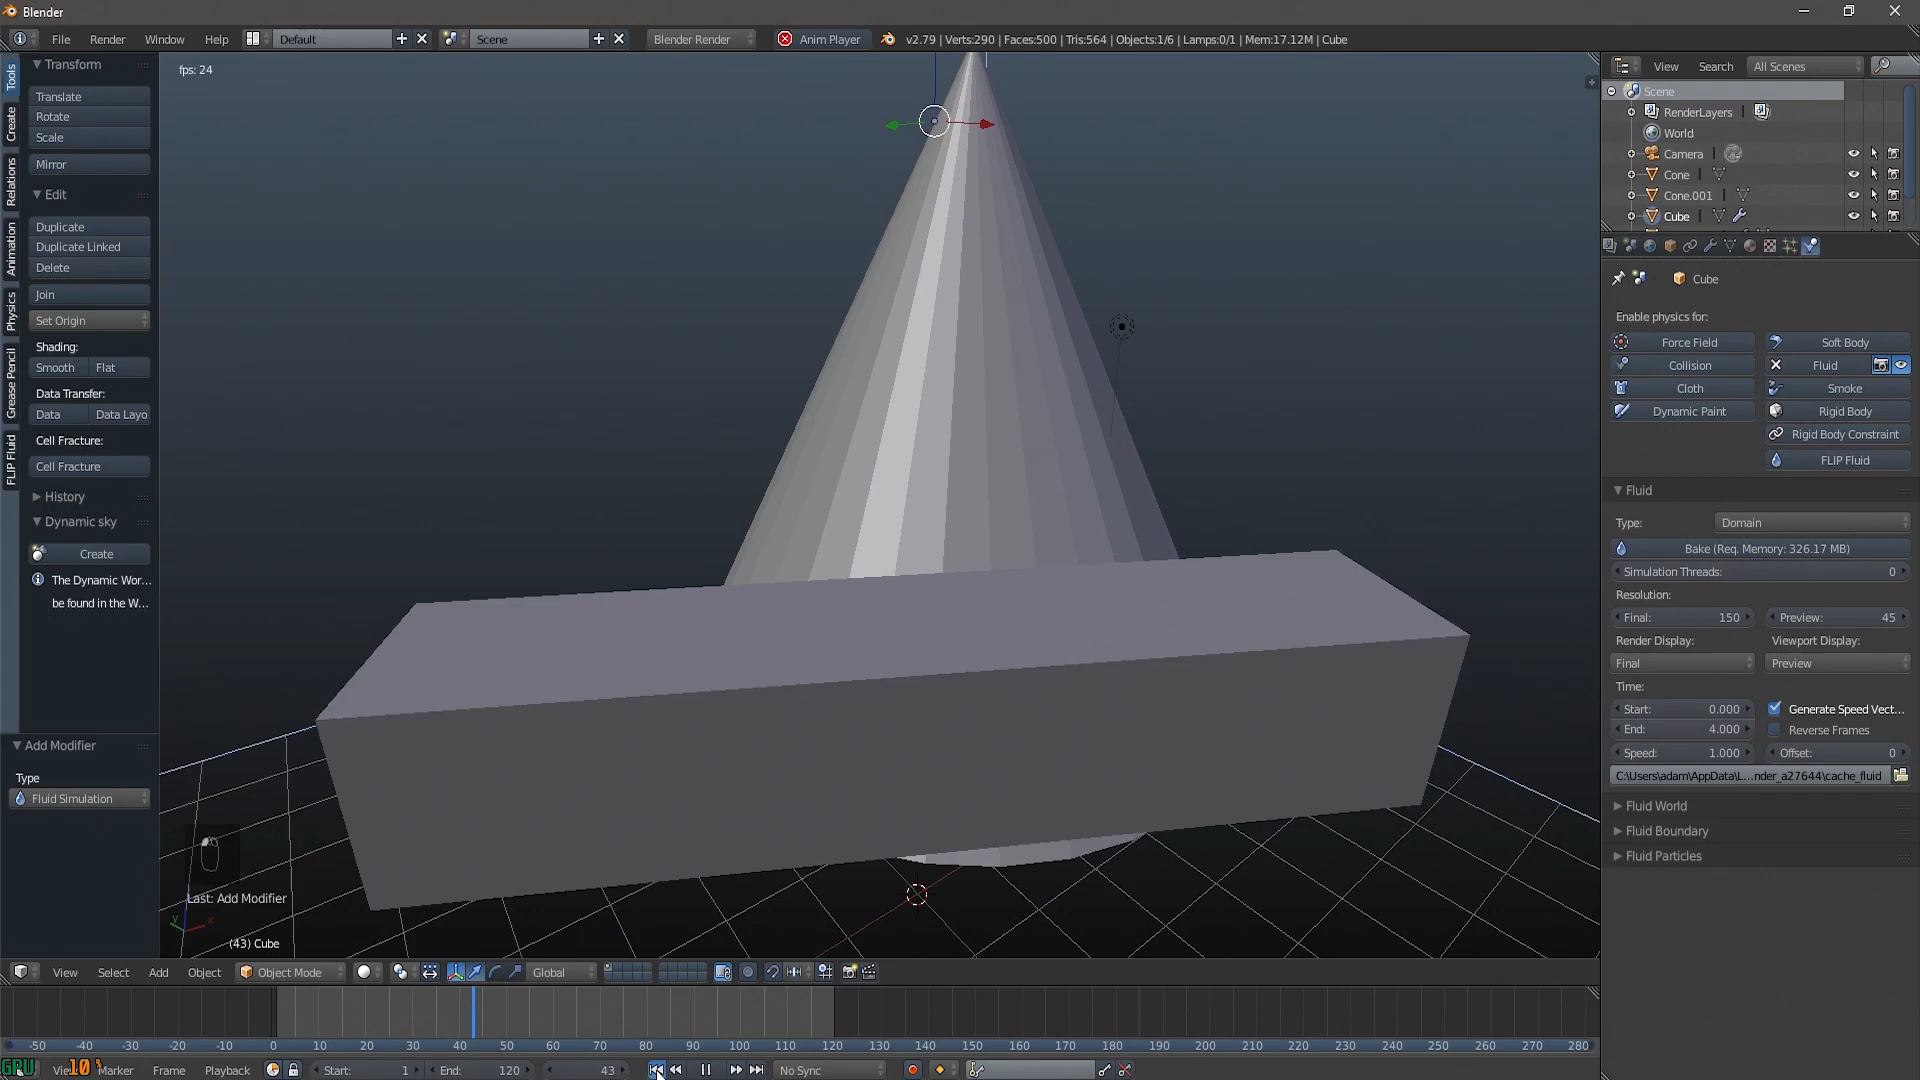 Blender
File Render Window Help Default Scene Blender Render Anim Player v2.79 | Verts:290 | Faces:500 | Tris:564 | Objects:1/6 | Lamps:0/1 | Mem:17.12M | Cube
fps: 24
Tools
Create
Relations
Animation
Physics
Grease Pencil
FLIP Fluid
Transform
Translate
Rotate
Scale
Mirror
Edit
Duplicate
Duplicate Linked
Delete
Join
Set Origin
Shading:
Smooth Flat
Data Transfer:
Data Data Layo
Cell Fracture:
Cell Fracture
History
Dynamic sky
Create
The Dynamic Wor...
be found in the W...
Add Modifier
Type
Fluid Simulation
Last: Add Modifier
(43) Cube
View Select Add Object Object Mode Global
-50 -40 -30 -20 -10 0 10 20 30 40 50 60 70 80 90 100 110 120 130 140 150 160 170 180 190 200 210 220 230 240 250 260 270 280
GPU 10 Marker Frame Playback Start: 1 End: 120 43 No Sync
View Search All Scenes
Scene
RenderLayers
World
Camera
Cone
Cone.001
Cube
Cube
Enable physics for:
Force Field Soft Body
Collision Fluid
Cloth Smoke
Dynamic Paint Rigid Body
Rigid Body Constraint
FLIP Fluid
Fluid
Type: Domain
Bake (Req. Memory: 326.17 MB)
Simulation Threads: 0
Resolution:
Final: 150 Preview: 45
Render Display: Viewport Display:
Final Preview
Time:
Start: 0.000 Generate Speed Vect...
End: 4.000 Reverse Frames
Speed: 1.000 Offset: 0
C:\Users\adam\AppData\L...nder_a27644\cache_fluid
Fluid World
Fluid Boundary
Fluid Particles